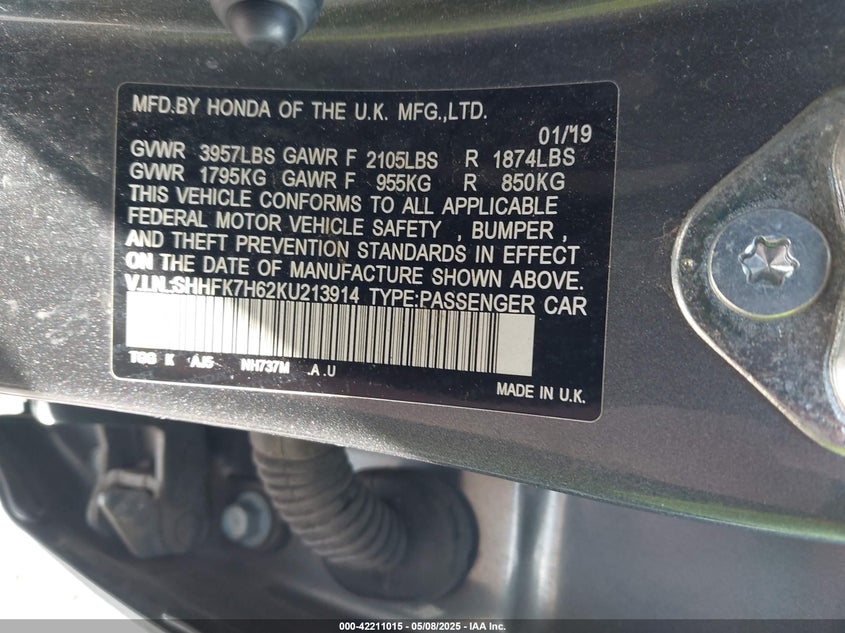 MFD.BY HONDA OF THE U.K. MFG.,LTD.
01/'19
GVWR 3957LBS GAWR F 2105LBS R 1874LBS
GVWR 1795KG GAWR F 955KG R 850KG
THIS VEHICLE CONFORMS TO ALL APPLICABLE
FEDERAL MOTOR VEHICLE SAFETY , BUMPER ,
AND THEFT PREVENTION STANDARDS IN EFFECT
ON THE DATE OF MANUFACTURE SHOWN ABOVE.
V.I.N.:SHHFK7H62KU213914 TYPE:PASSENGER CAR
TGG K AJ5 NH737M .A .U
MADE IN U.K.
000-42211015 - 05/08/2025 - IAA Inc.